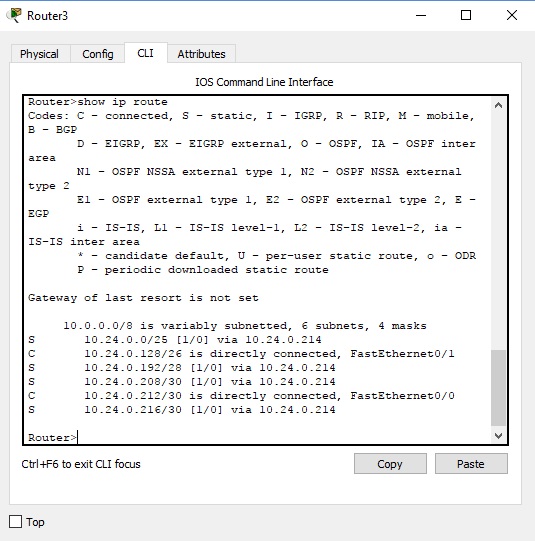 Router3
Physical Config CLI Attributes
IOS Command Line Interface
Router>show ip route
Codes: C - connected, S - static, I - IGRP, R - RIP, M - mobile,
B - BGP
D - EIGRP, EX - EIGRP external, O - OSPF, IA - OSPF inter
area
N1 - OSPF NSSA external type 1, N2 - OSPF NSSA external
type 2
E1 - OSPF external type 1, E2 - OSPF external type 2, E -
EGP
i - IS-IS, L1 - IS-IS level-1, L2 - IS-IS level-2, ia -
IS-IS inter area
* - candidate default, U - per-user static route, o - ODR
P - periodic downloaded static route
Gateway of last resort is not set
10.0.0.0/8 is variably subnetted, 6 subnets, 4 masks
S 10.24.0.0/25 [1/0] via 10.24.0.214
C 10.24.0.128/26 is directly connected, FastEthernet0/1
S 10.24.0.192/28 [1/0] via 10.24.0.214
S 10.24.0.208/30 [1/0] via 10.24.0.214
C 10.24.0.212/30 is directly connected, FastEthernet0/0
S 10.24.0.216/30 [1/0] via 10.24.0.214
Router>
Ctrl+F6 to exit CLI focus
Copy Paste
Top